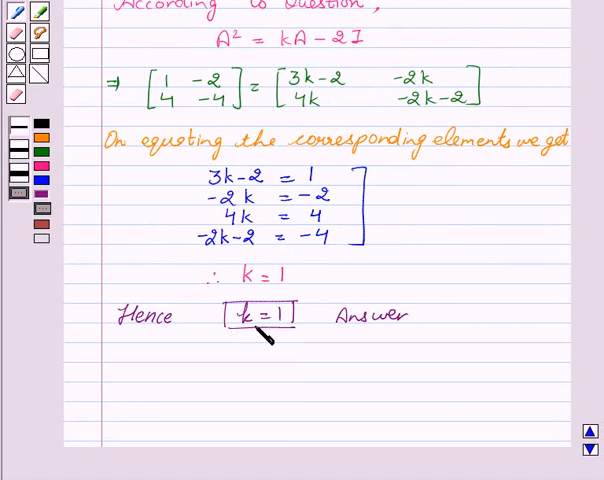 According to Question,
A² = kA - 2I
⇒ [1 -2 = [3k-2 -2k
4 -4] 4k -2k-2]
On equating the corresponding elements we get
3k-2 = 1
-2k = -2
4k = 4
-2k-2 = -4
∴ k = 1
Hence k = 1 Answer